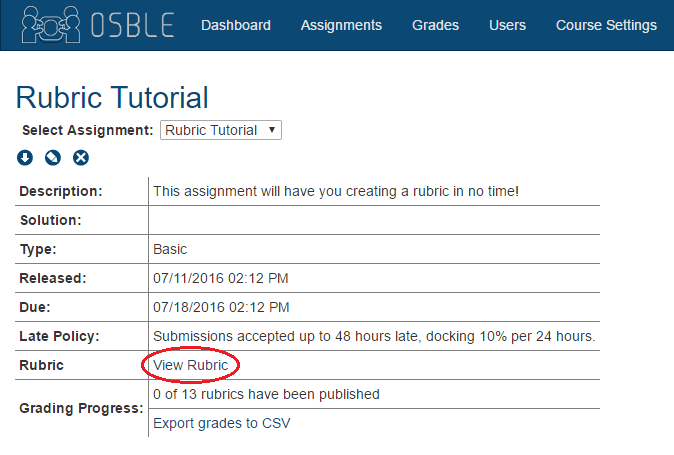 OSBLE Dashboard Assignments Grades Users Course Settings
Rubric Tutorial
Select Assignment: Rubric Tutorial
Description: This assignment will have you creating a rubric in no time!
Solution:
Type: Basic
Released: 07/11/2016 02:12 PM
Due: 07/18/2016 02:12 PM
Late Policy: Submissions accepted up to 48 hours late, docking 10% per 24 hours.
Rubric View Rubric
Grading Progress: 0 of 13 rubrics have been published
Export grades to CSV